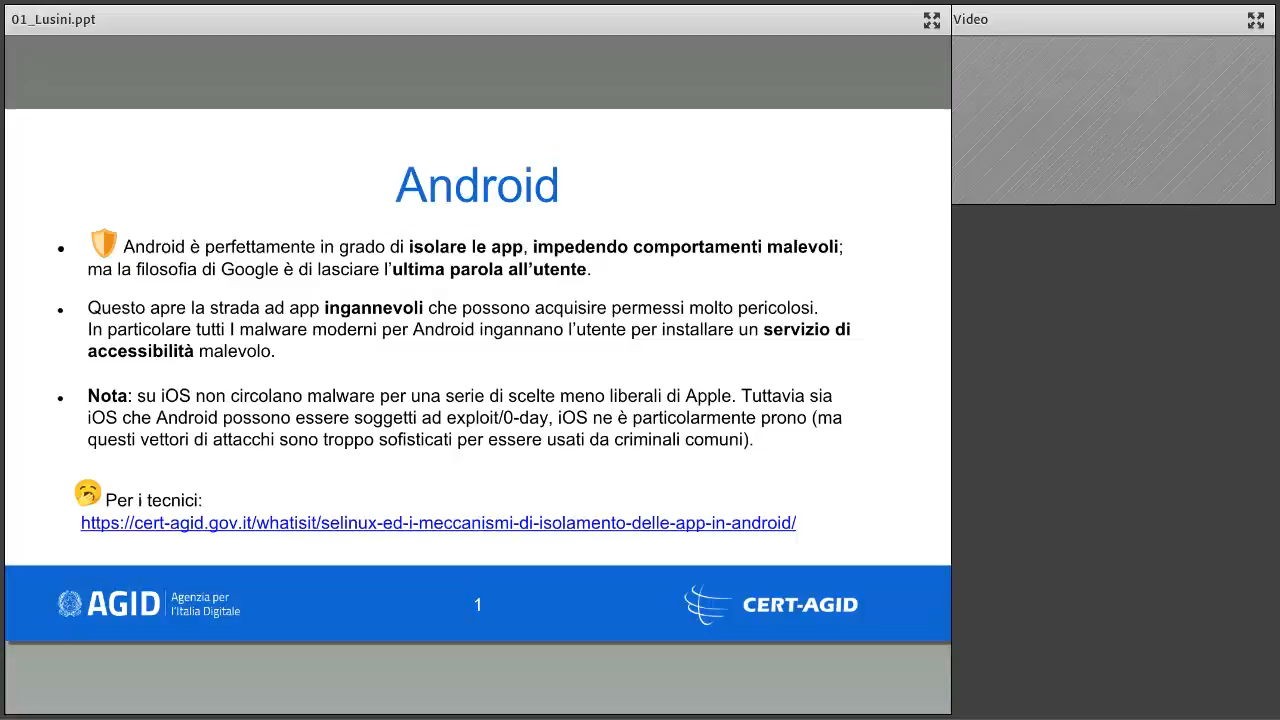 01_Lusini.ppt
Video
Android
Android è perfettamente in grado di isolare le app, impedendo comportamenti malevoli;
ma la filosofia di Google è di lasciare l’ultima parola all’utente.
Questo apre la strada ad app ingannevoli che possono acquisire permessi molto pericolosi.
In particolare tutti I malware moderni per Android ingannano l’utente per installare un servizio di
accessibilità malevolo.
Nota: su iOS non circolano malware per una serie di scelte meno liberali di Apple. Tuttavia sia
iOS che Android possono essere soggetti ad exploit/0-day, iOS ne è particolarmente prono (ma
questi vettori di attacchi sono troppo sofisticati per essere usati da criminali comuni).
Per i tecnici:
https://cert-agid.gov.it/whatisit/selinux-ed-i-meccanismi-di-isolamento-delle-app-in-android/
AGID
Agenzia per
l’Italia Digitale
1
CERT-AGID